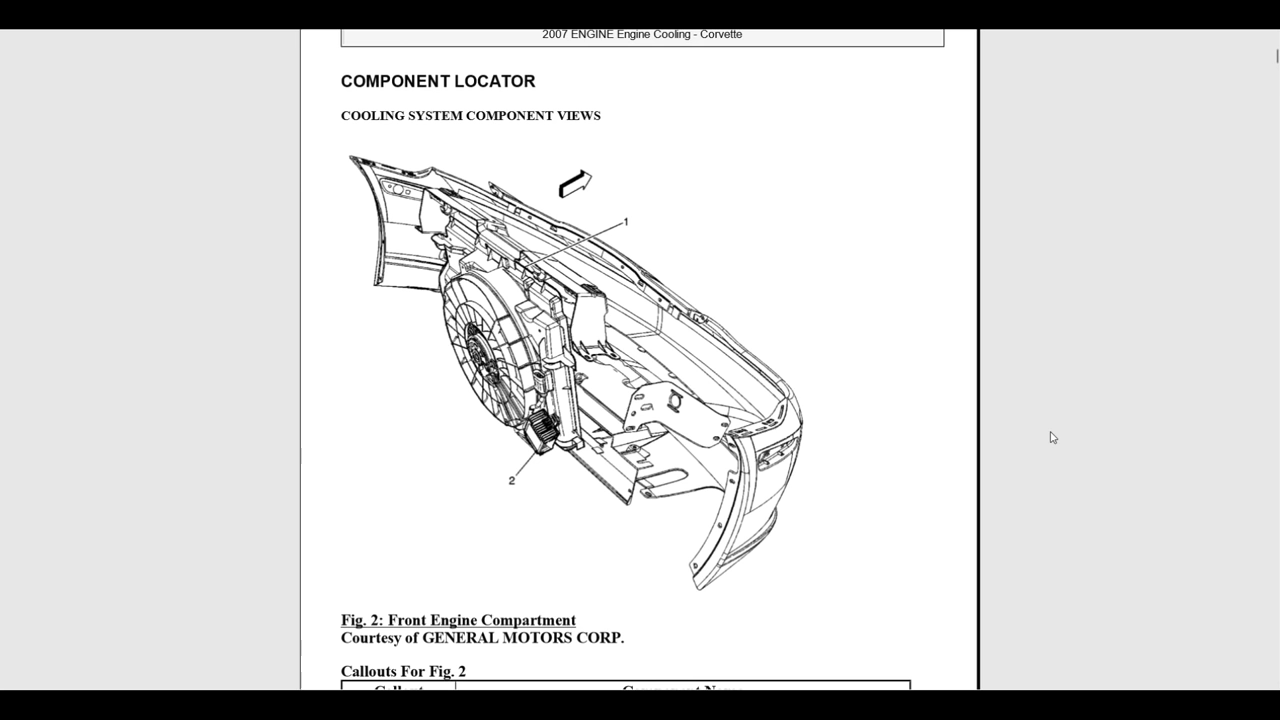 2007 ENGINE Engine Cooling - Corvette
COMPONENT LOCATOR
COOLING SYSTEM COMPONENT VIEWS
1
2
Fig. 2: Front Engine Compartment
Courtesy of GENERAL MOTORS CORP.
Callouts For Fig. 2